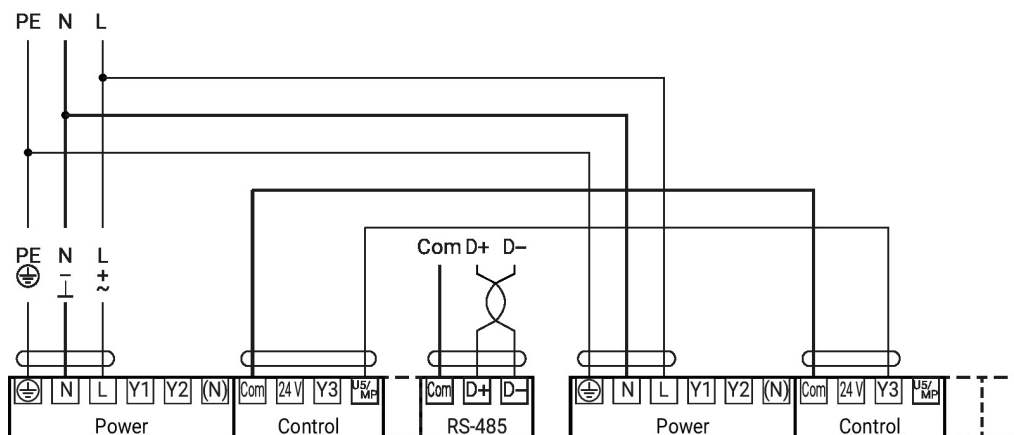 PE N L
Com D+ D–
PE N L
– +
~
N L Y1 Y2 (N) Com 24 V Y3 U5/MP Com D+ D– N L Y1 Y2 (N) Com 24 V Y3 U5/MP
Power Control RS-485 Power Control